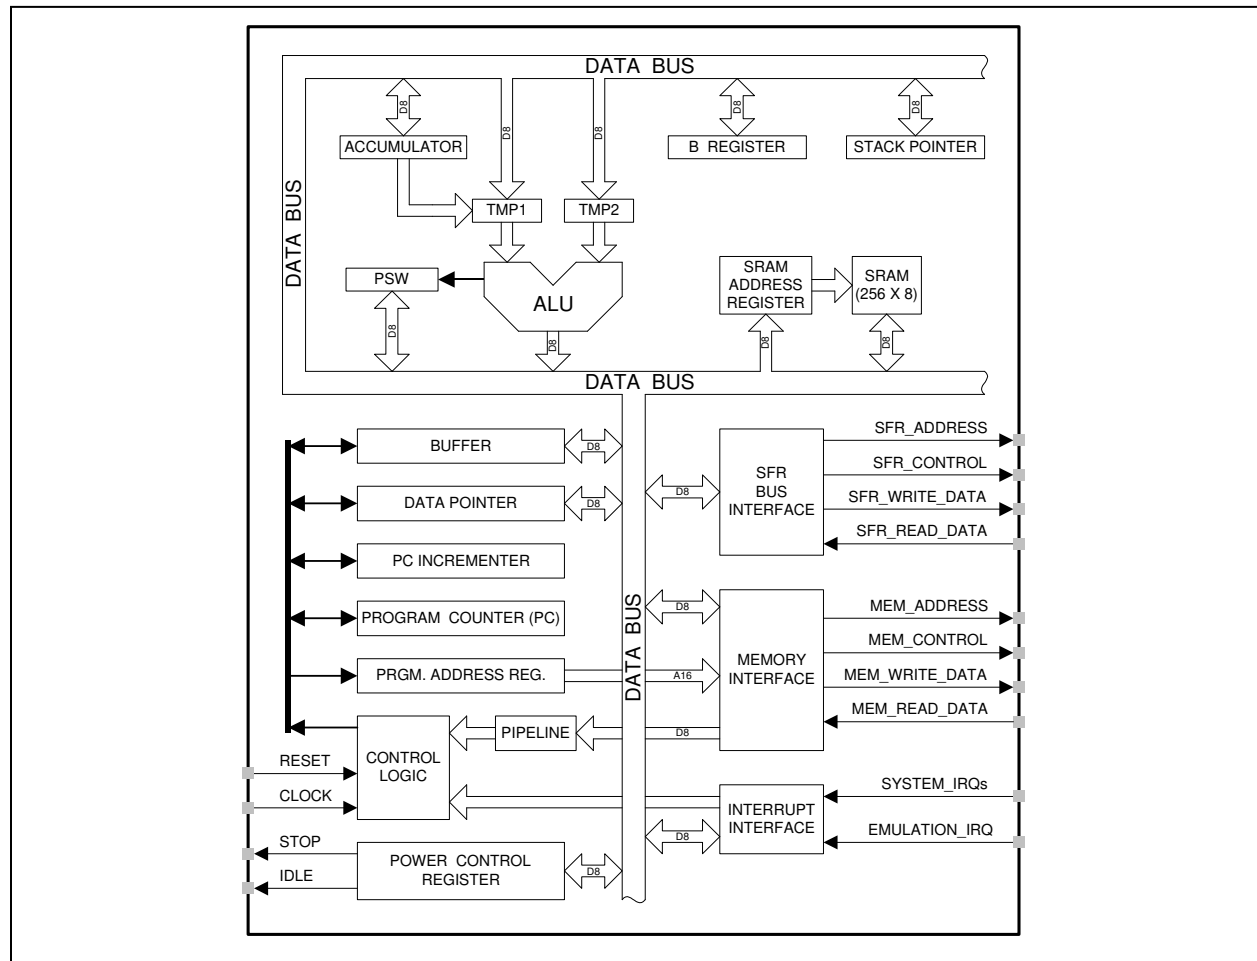 DATA BUS
D8
D8
D8
D8
D8
ACCUMULATOR
B REGISTER
STACK POINTER
DATA BUS
TMP1
TMP2
PSW
ALU
SRAM
ADDRESS
REGISTER
SRAM
(256 X 8)
D8
D8
D8
D8
DATA BUS
BUFFER
D8
DATA POINTER
D8
PC INCREMENTER
PROGRAM COUNTER (PC)
PRGM. ADDRESS REG.
A16
PIPELINE
D8
CONTROL
LOGIC
RESET
CLOCK
STOP
IDLE
POWER CONTROL
REGISTER
D8
DATA BUS
D8
SFR
BUS
INTERFACE
SFR_ADDRESS
SFR_CONTROL
SFR_WRITE_DATA
SFR_READ_DATA
D8
MEMORY
INTERFACE
MEM_ADDRESS
MEM_CONTROL
MEM_WRITE_DATA
MEM_READ_DATA
INTERRUPT
INTERFACE
D8
SYSTEM_IRQs
EMULATION_IRQ